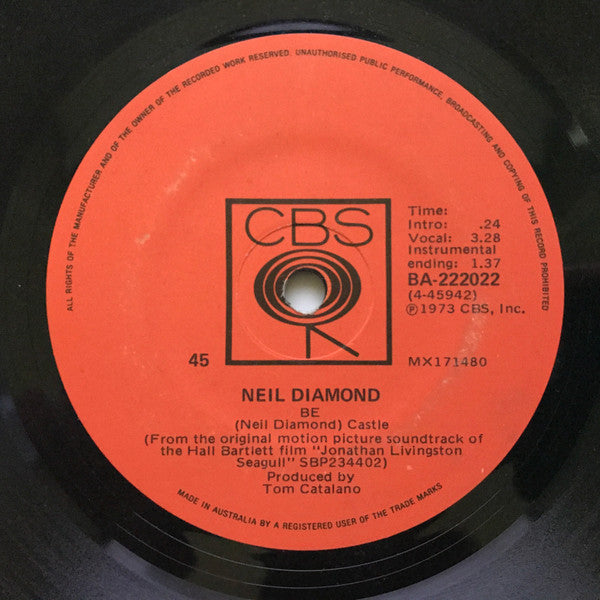 ALL RIGHTS OF THE MANUFACTURER AND OF THE OWNER OF THE RECORDED WORK RESERVED. UNAUTHORISED PUBLIC PERFORMANCE, BROADCASTING AND COPYING OF THIS RECORD PROHIBITED
CBS
Time:
Intro: .24
Vocal: 3.28
Instrumental
ending: 1.37
BA-222022
(4-45942)
℗1973 CBS, Inc.
45
MX171480
NEIL DIAMOND
BE
(Neil Diamond) Castle
(From the original motion picture soundtrack of
the Hall Bartlett film "Jonathan Livingston
Seagull" SBP234402)
Produced by
Tom Catalano
MADE IN AUSTRALIA BY A REGISTERED USER OF THE TRADE MARKS